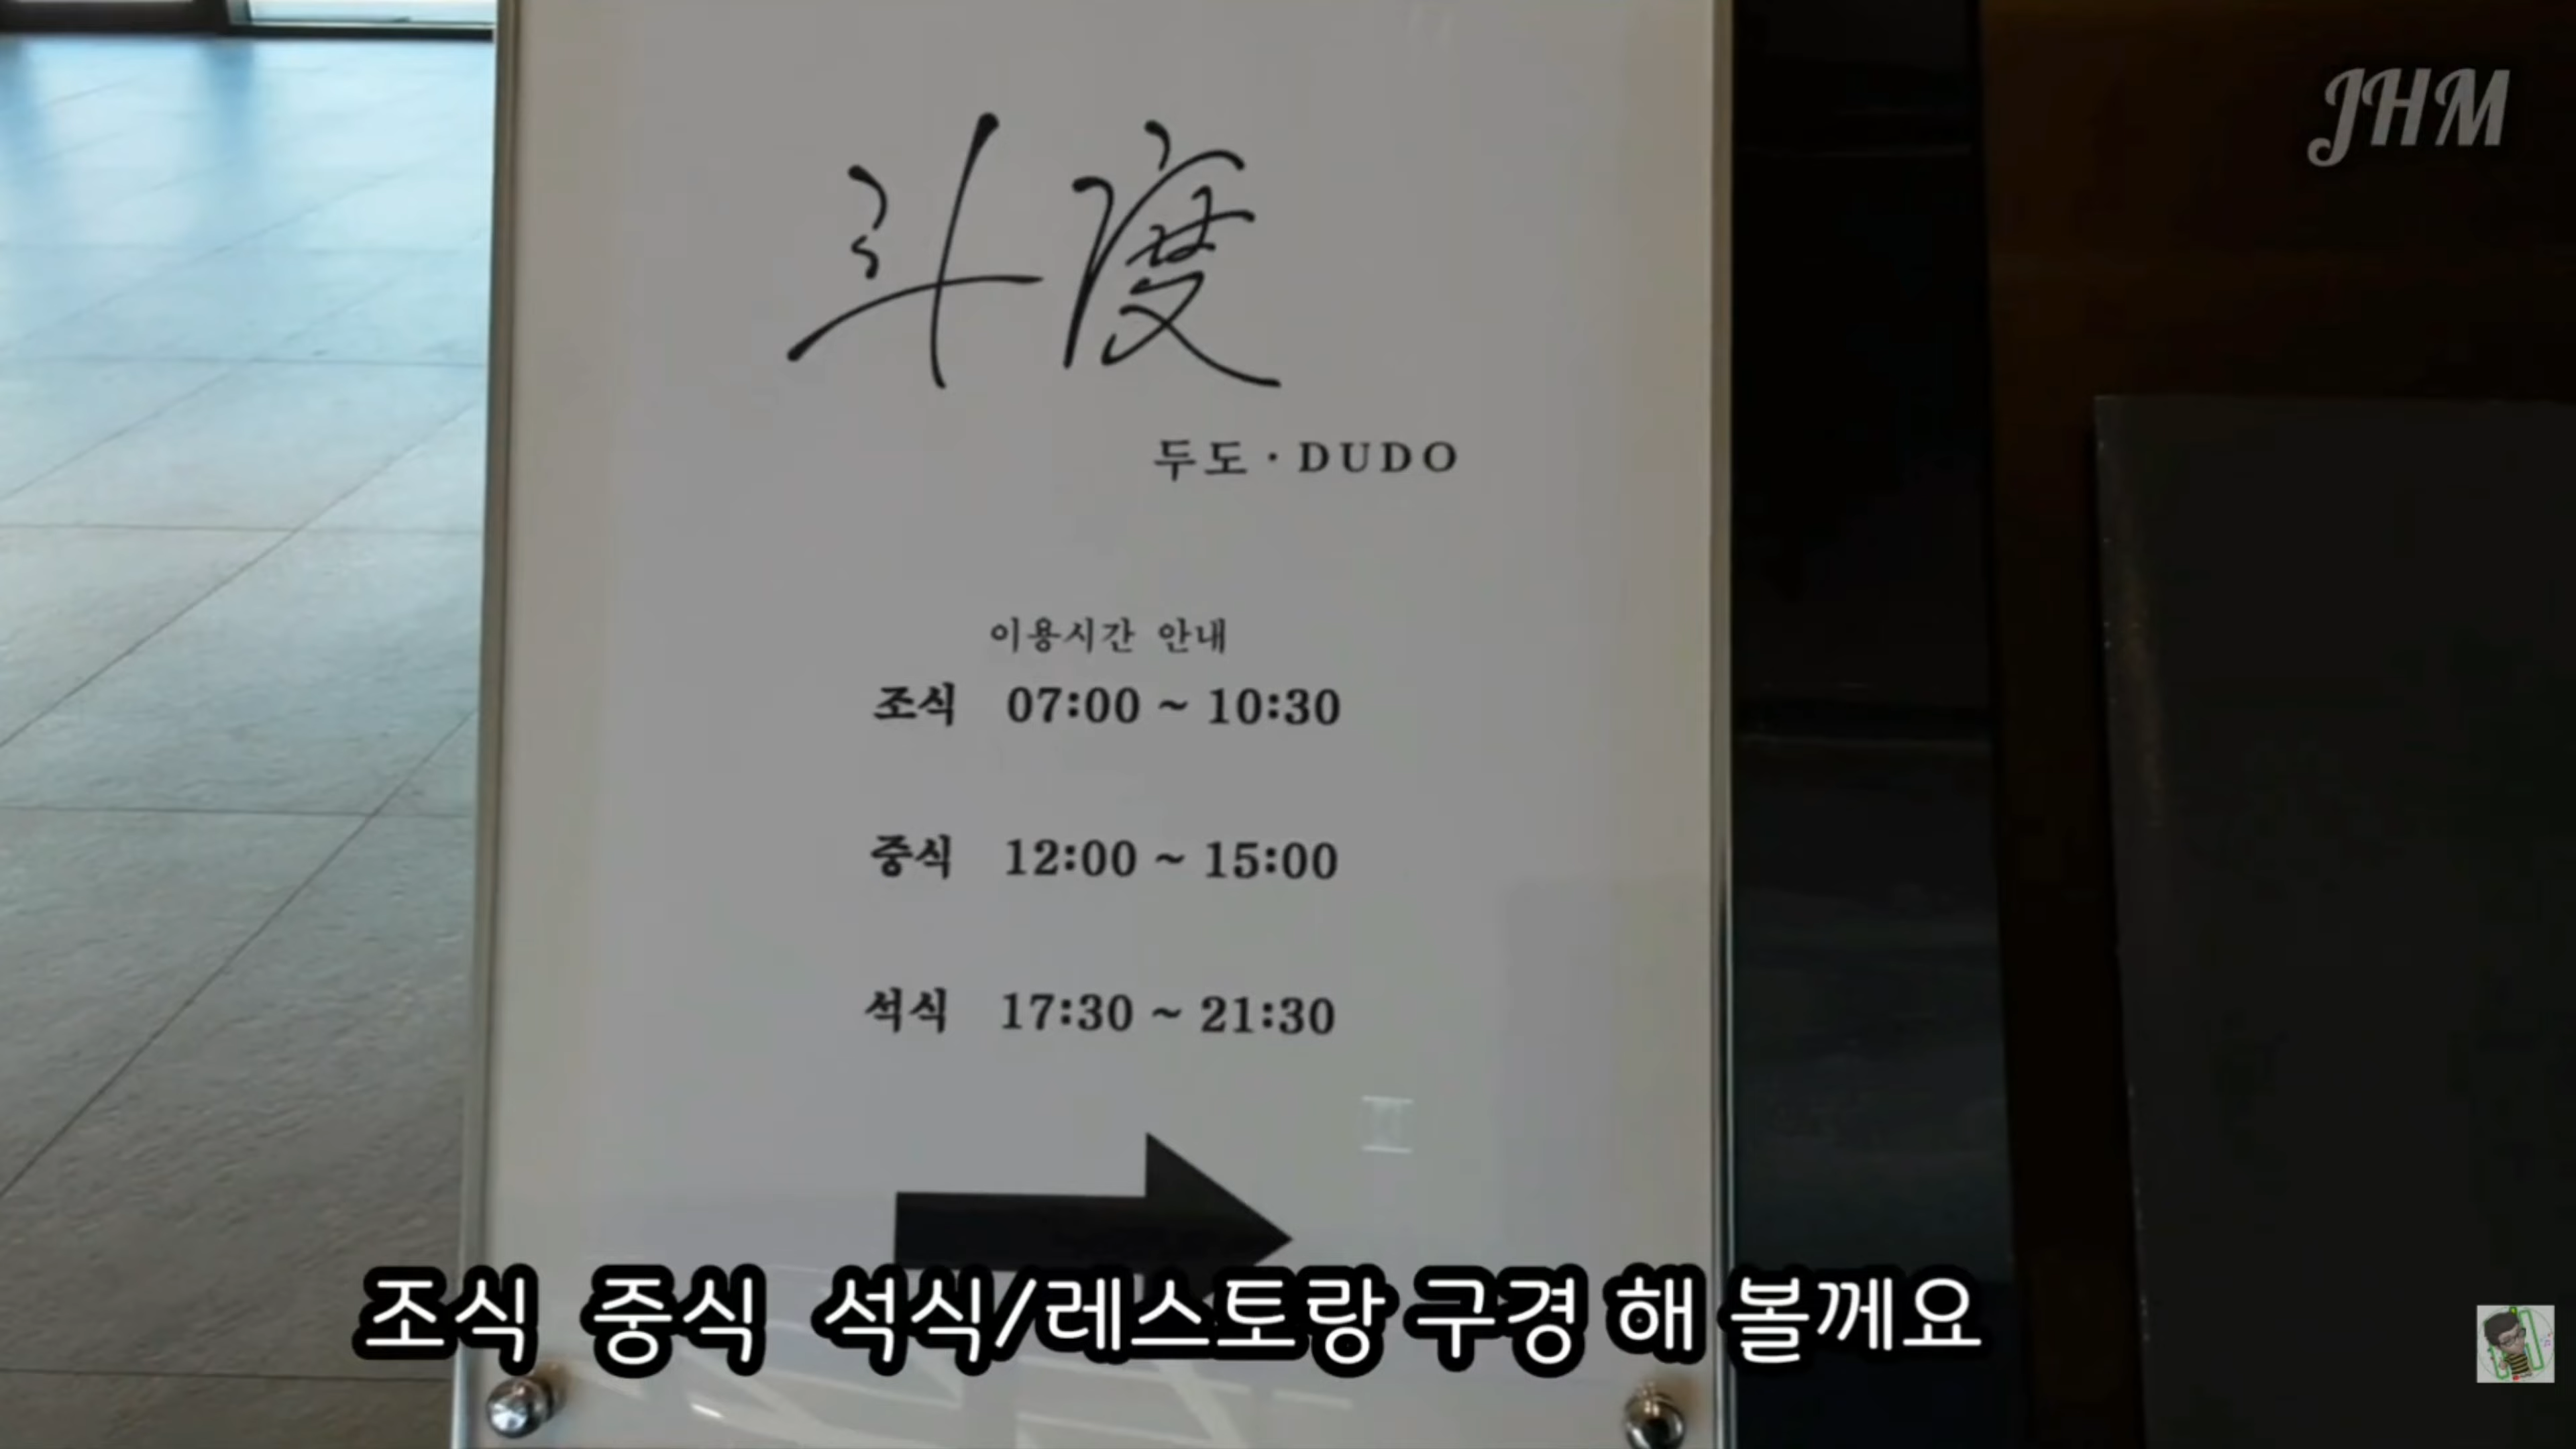 JHM
斗度
두도·DUDO
이용시간 안내
조식 07:00 ~ 10:30
중식 12:00 ~ 15:00
석식 17:30 ~ 21:30
조식 중식 석식/레스토랑 구경 해 볼께요